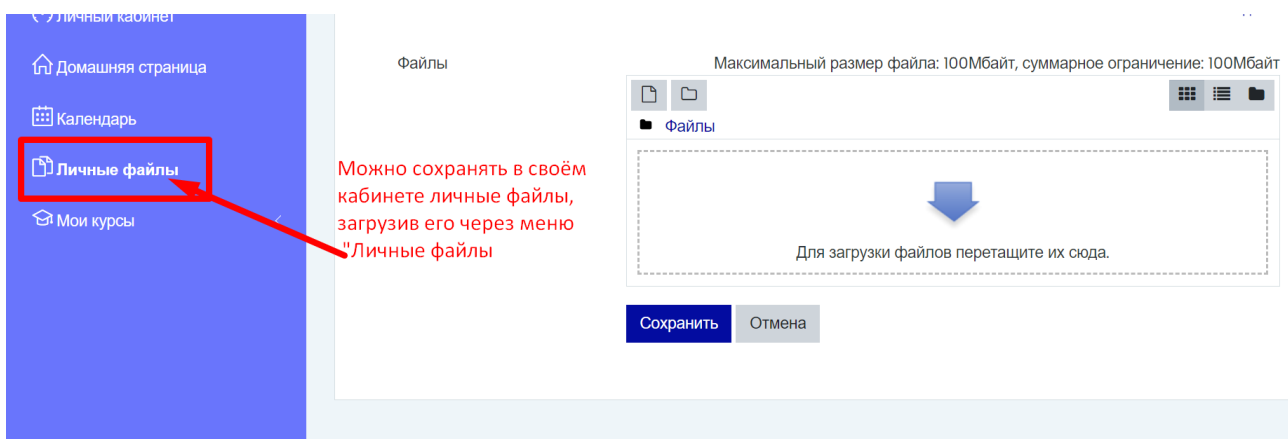 Личный кабинет
Домашняя страница
Календарь
Личные файлы
Мои курсы
Файлы
Максимальный размер файла: 100Мбайт, суммарное ограничение: 100Мбайт
Файлы
Для загрузки файлов перетащите их сюда.
Сохранить
Отмена
Можно сохранять в своём
кабинете личные файлы,
загрузив его через меню
"Личные файлы